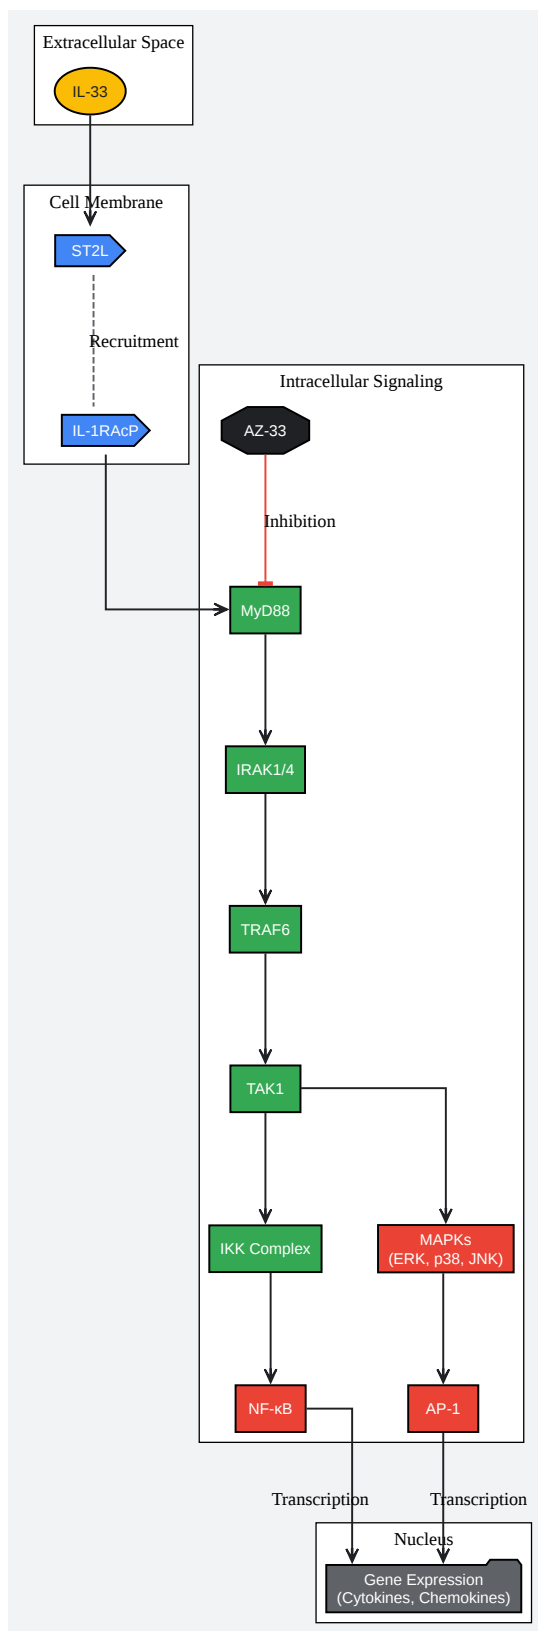 Extracellular Space
IL-33
Cell Membrane
ST2L
Recruitment
IL-1RAcP
Intracellular Signaling
AZ-33
Inhibition
MyD88
IRAK1/4
TRAF6
TAK1
IKK Complex
MAPKs
(ERK, p38, JNK)
NF-κB
AP-1
Transcription
Transcription
Nucleus
Gene Expression
(Cytokines, Chemokines)